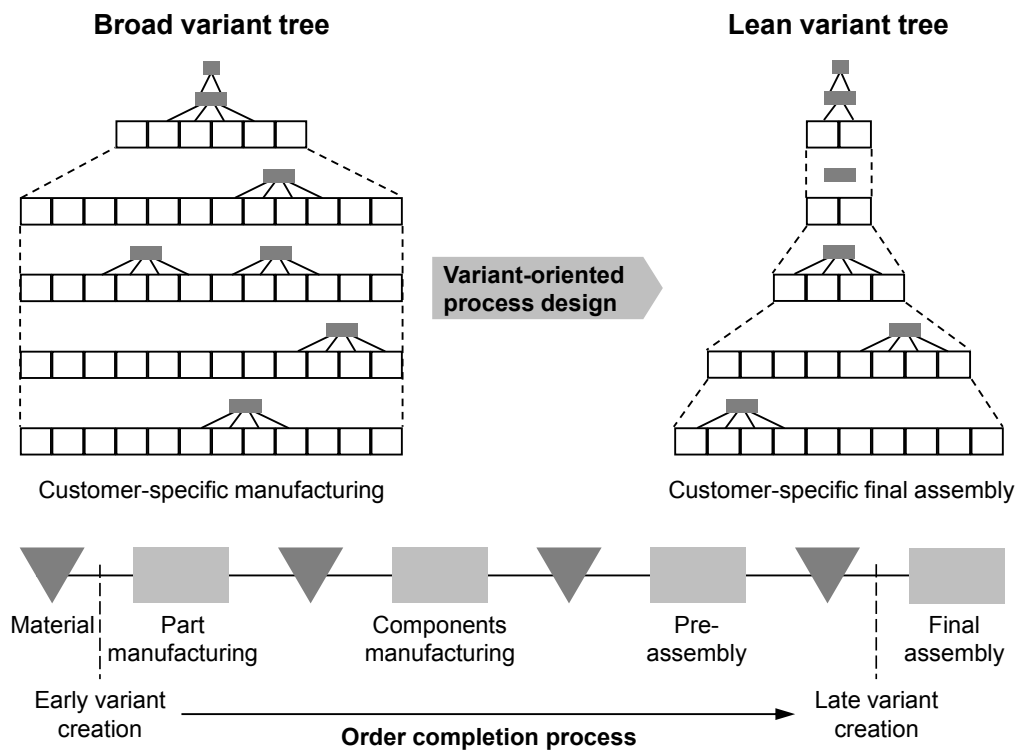 Broad variant tree
Lean variant tree
Variant-oriented
process design
Customer-specific manufacturing
Customer-specific final assembly
Material
Part
manufacturing
Components
manufacturing
Pre-
assembly
Final
assembly
Early variant
creation
Late variant
creation
Order completion process